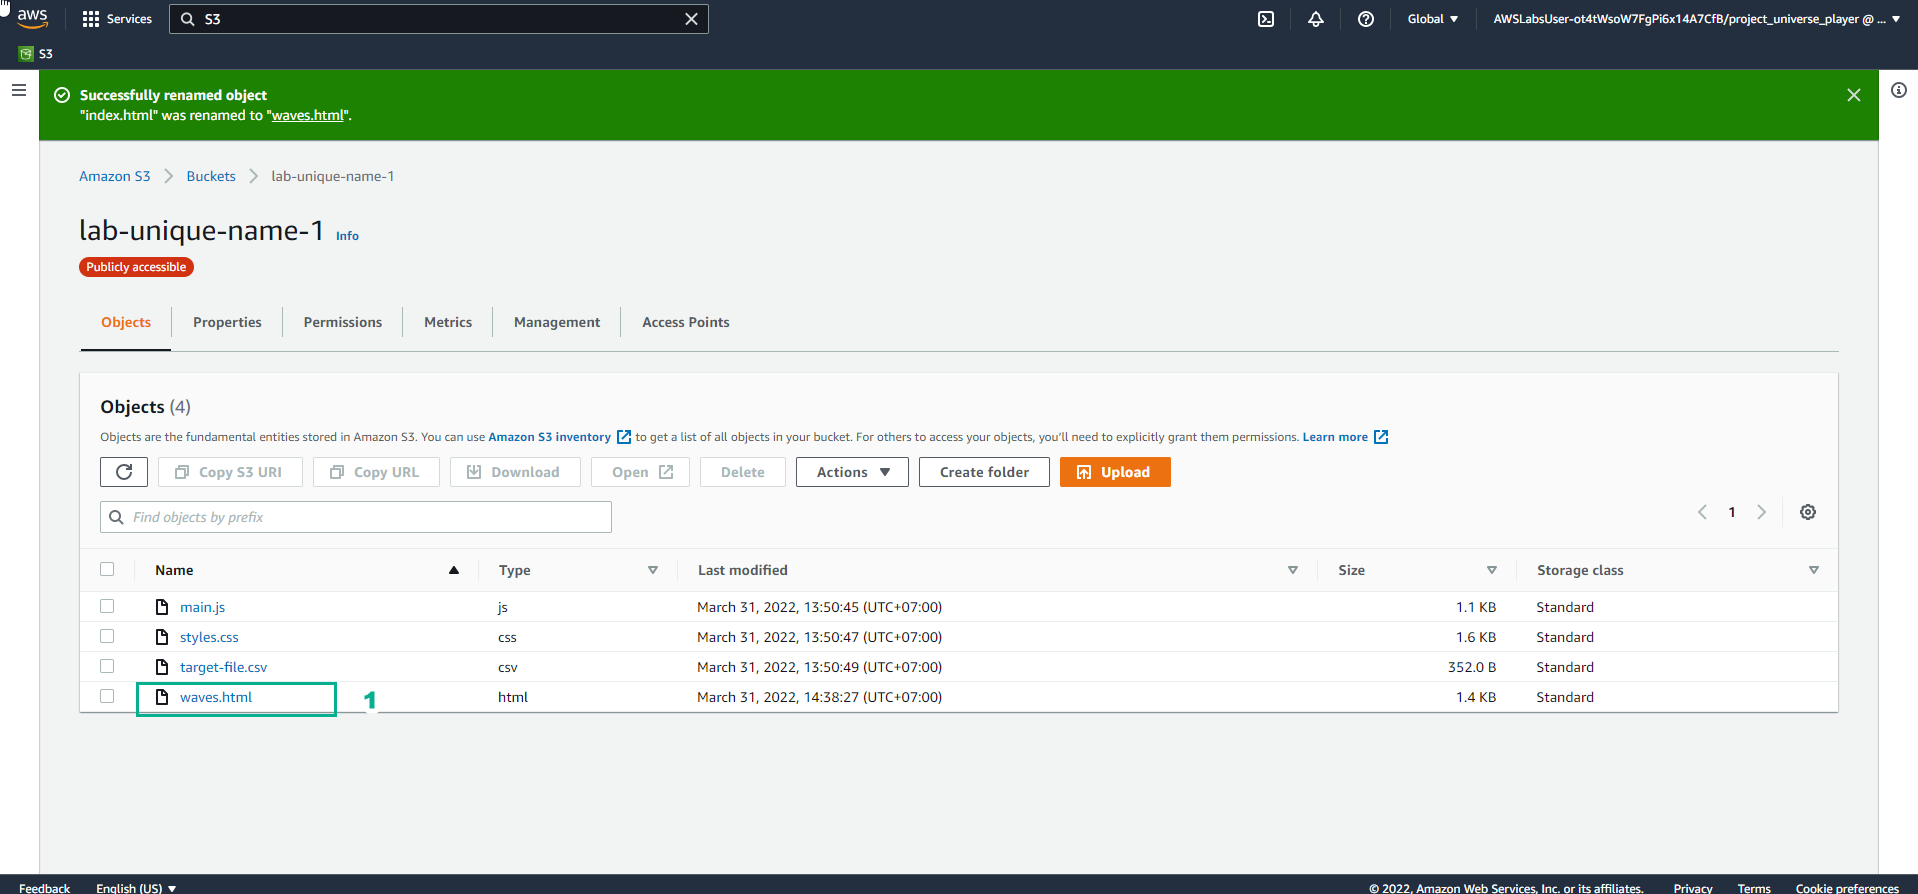 aws
Services
S3
Global
AWSLabsUser-ot4tWsoW7FgPi6x14A7CfB/project_universe_player @ ...
S3
Successfully renamed object
"index.html" was renamed to "waves.html".
Amazon S3 Buckets lab-unique-name-1
lab-unique-name-1 Info
Publicly accessible
Objects Properties Permissions Metrics Management Access Points
Objects (4)
Objects are the fundamental entities stored in Amazon S3. You can use Amazon S3 inventory to get a list of all objects in your bucket. For others to access your objects, you'll need to explicitly grant them permissions. Learn more
Copy S3 URI Copy URL Download Open Delete Actions Create folder Upload
Find objects by prefix
1
Name Type Last modified Size Storage class
main.js js March 31, 2022, 13:50:45 (UTC+07:00) 1.1 KB Standard
styles.css css March 31, 2022, 13:50:47 (UTC+07:00) 1.6 KB Standard
target-file.csv csv March 31, 2022, 13:50:49 (UTC+07:00) 352.0 B Standard
waves.html 1 html March 31, 2022, 14:38:27 (UTC+07:00) 1.4 KB Standard
Feedback English (US) © 2022, Amazon Web Services, Inc. or its affiliates. Privacy Terms Cookie preferences